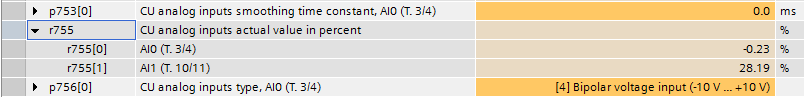 p753[0] CU analog inputs smoothing time constant, AI0 (T. 3/4) 0.0 ms
r755 CU analog inputs actual value in percent %
r755[0] AI0 (T. 3/4) -0.23 %
r755[1] AI1 (T. 10/11) 28.19 %
p756[0] CU analog inputs type, AI0 (T. 3/4) [4] Bipolar voltage input (-10 V ... +10 V)